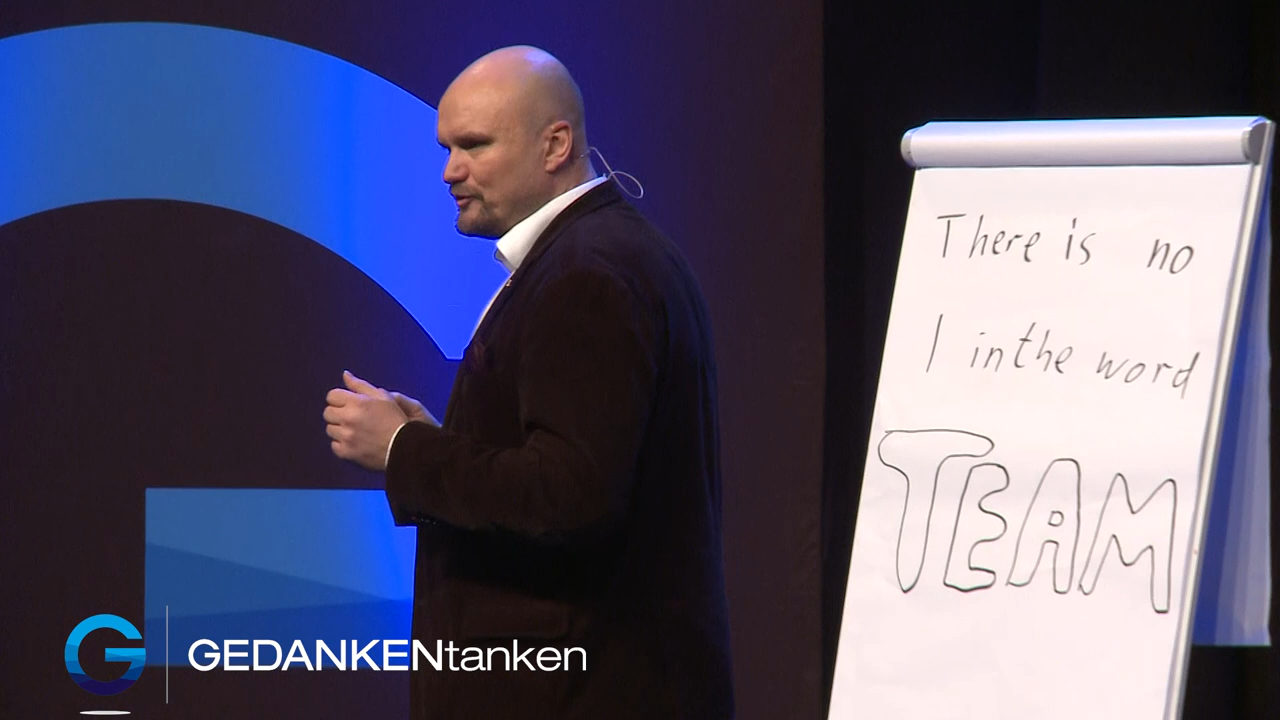 There is no
I in the word
TEAM
G
GEDANKENtanken